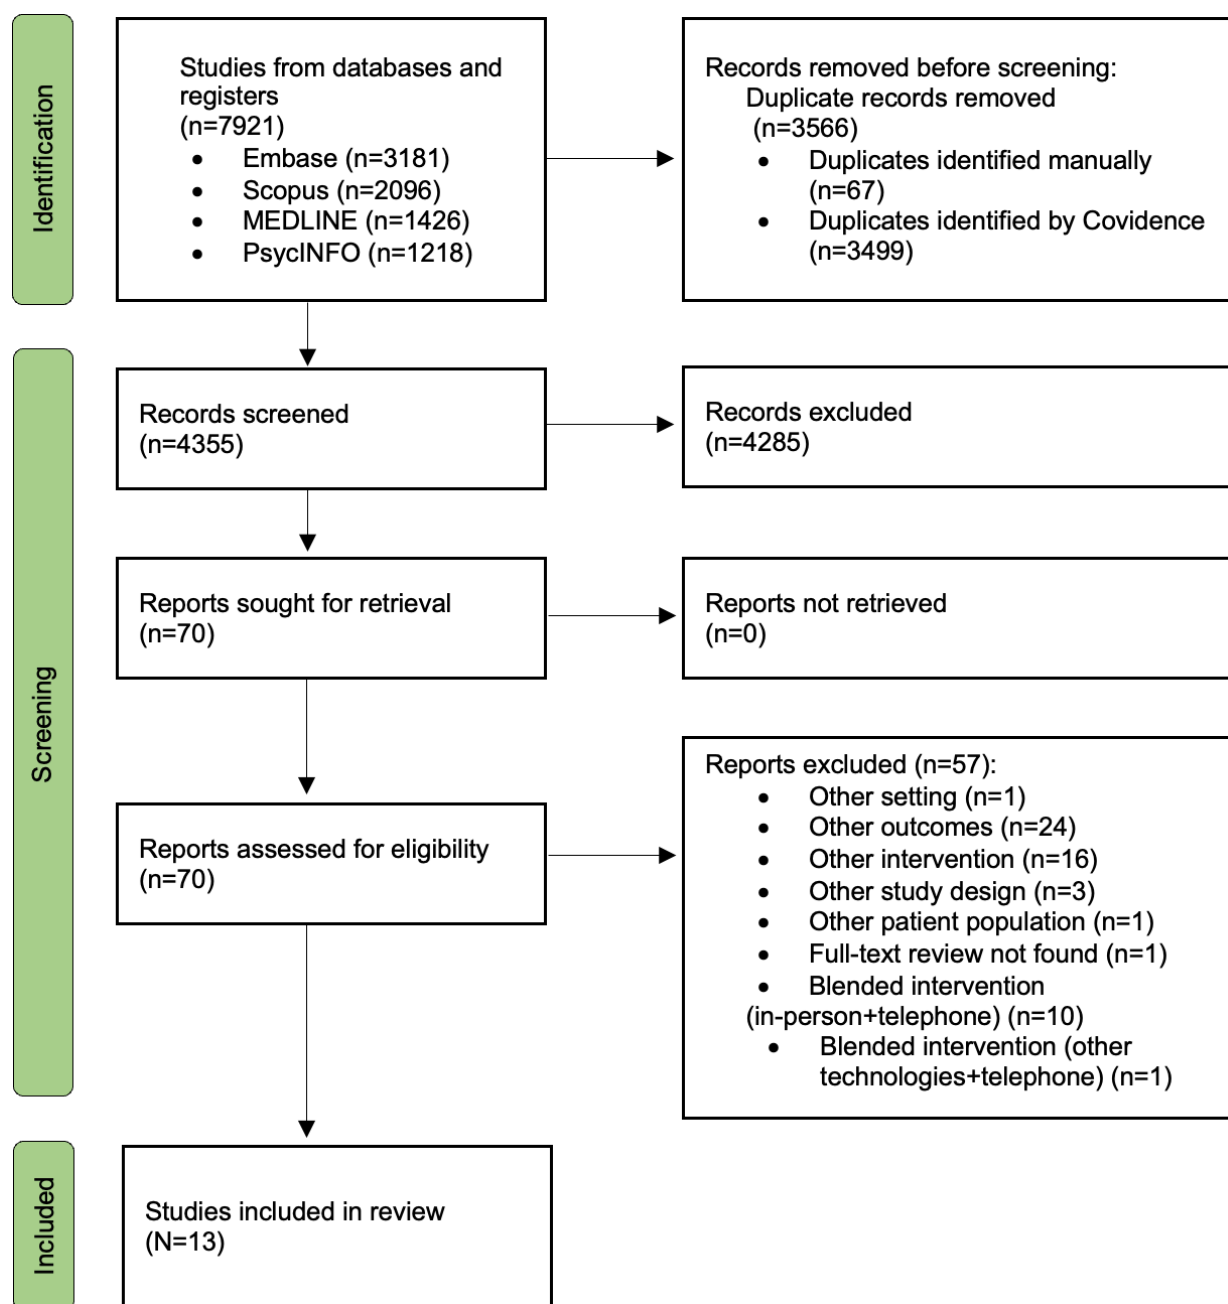 Identification
Studies from databases and
registers
(n=7921)
• Embase (n=3181)
• Scopus (n=2096)
• MEDLINE (n=1426)
• PsycINFO (n=1218)
Records removed before screening:
Duplicate records removed
(n=3566)
• Duplicates identified manually
(n=67)
• Duplicates identified by Covidence
(n=3499)
Screening
Records screened
(n=4355)
Records excluded
(n=4285)
Reports sought for retrieval
(n=70)
Reports not retrieved
(n=0)
Reports assessed for eligibility
(n=70)
Reports excluded (n=57):
• Other setting (n=1)
• Other outcomes (n=24)
• Other intervention (n=16)
• Other study design (n=3)
• Other patient population (n=1)
• Full-text review not found (n=1)
• Blended intervention
(in-person+telephone) (n=10)
• Blended intervention (other
technologies+telephone) (n=1)
Included
Studies included in review
(N=13)